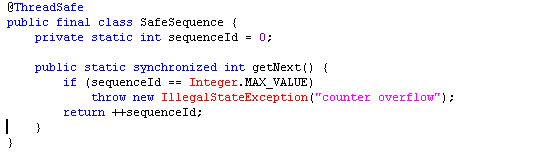 @ThreadSafe
public final class SafeSequence {
    private static int sequenceId = 0;

    public static synchronized int getNext() {
        if (sequenceId == Integer.MAX_VALUE)
            throw new IllegalStateException("counter overflow");
        return ++sequenceId;
    }
}